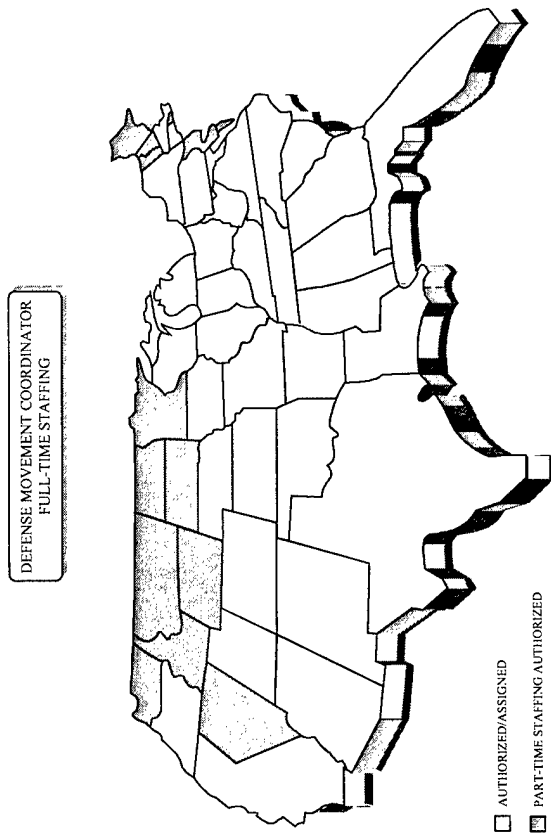 DEFENSE MOVEMENT COORDINATOR
FULL-TIME STAFFING
AUTHORIZED/ASSIGNED
PART-TIME STAFFING AUTHORIZED